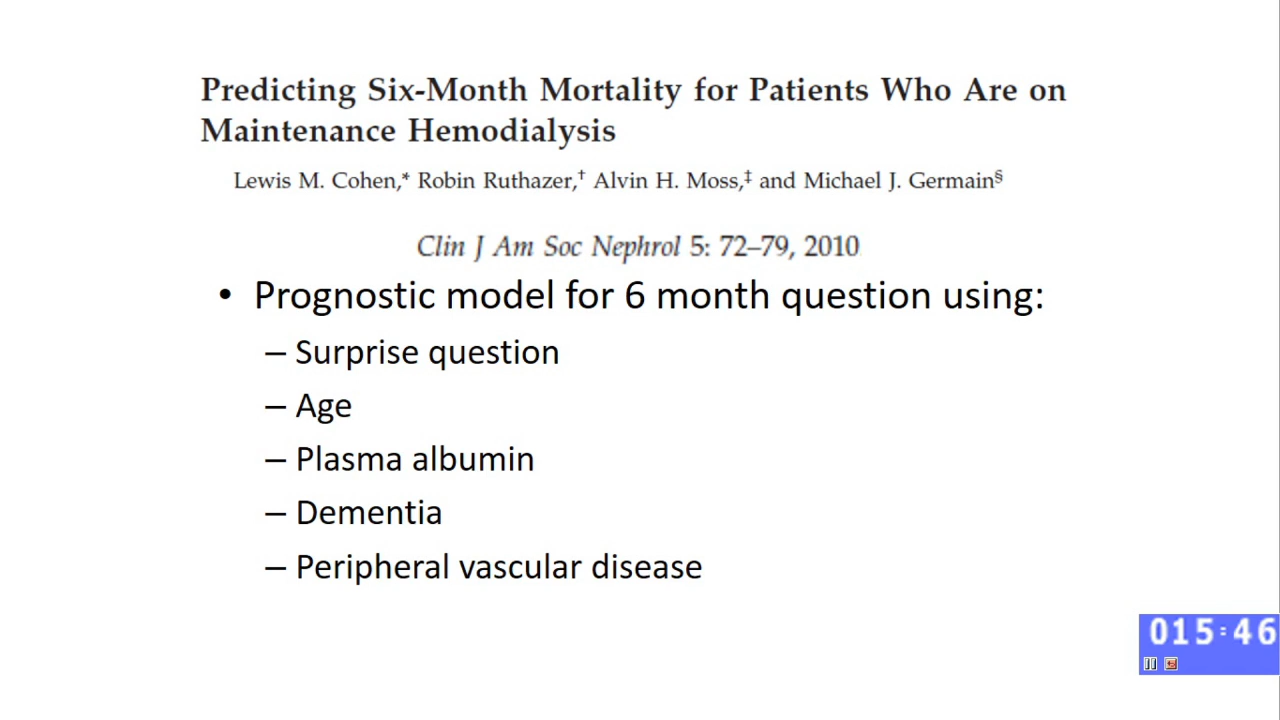 Predicting Six-Month Mortality for Patients Who Are on
Maintenance Hemodialysis
Lewis M. Cohen,* Robin Ruthazer,† Alvin H. Moss,‡ and Michael J. Germain§
Clin J Am Soc Nephrol 5: 72–79, 2010
• Prognostic model for 6 month question using:
– Surprise question
– Age
– Plasma albumin
– Dementia
– Peripheral vascular disease
015:46